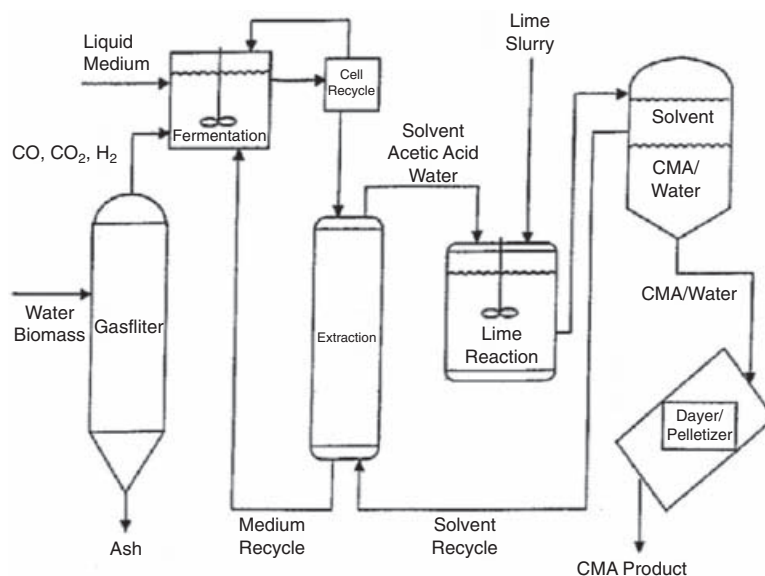 Liquid
Medium
Fermentation
Cell
Recycle
Lime
Slurry
Solvent
CMA/
Water
CO, CO₂, H₂
Solvent
Acetic Acid
Water
Water
Biomass
Gasfliter
Extraction
Lime
Reaction
CMA/Water
Dayer/
Pelletizer
Ash
Medium
Recycle
Solvent
Recycle
CMA Product